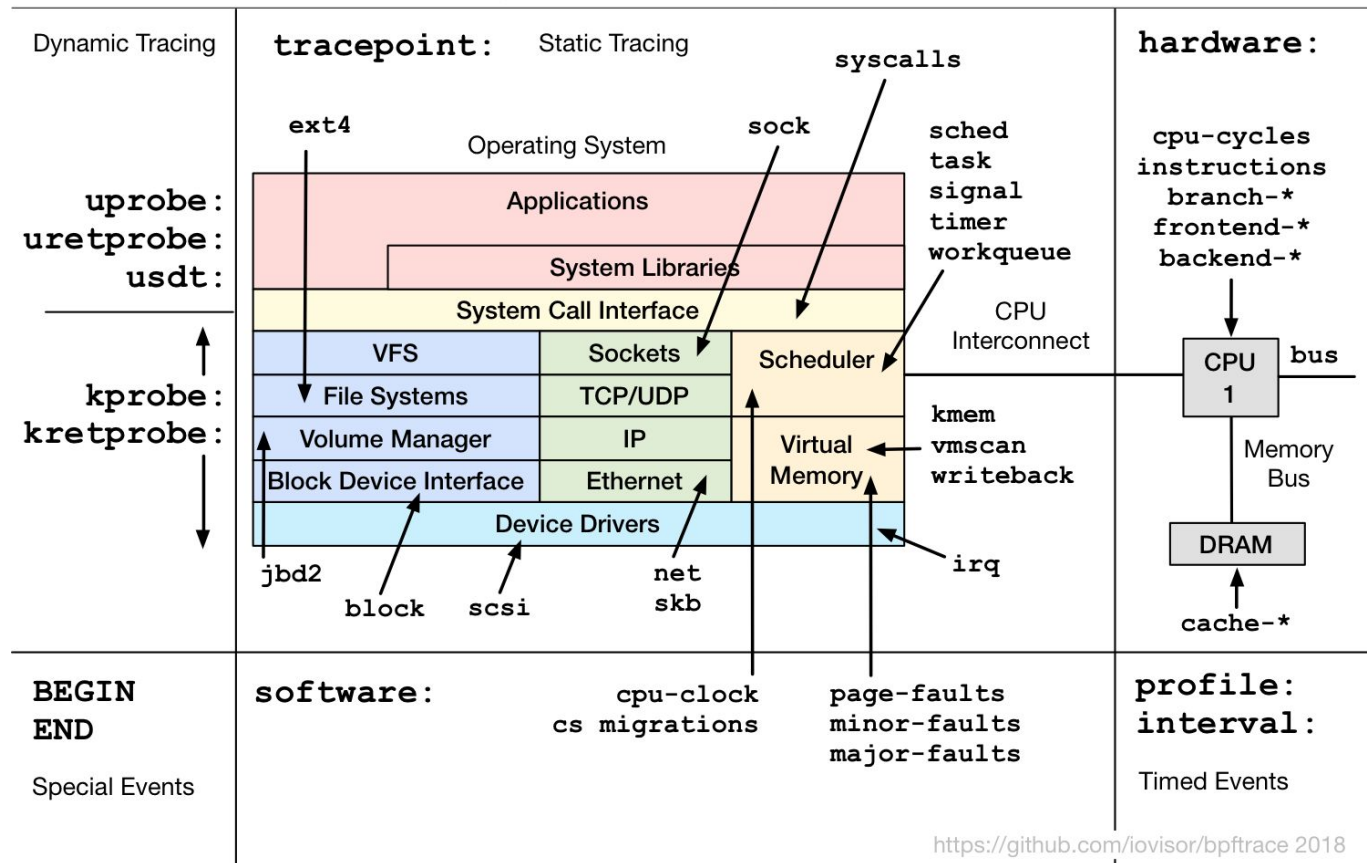 Dynamic Tracing
tracepoint:
Static Tracing
hardware:
syscalls
ext4
sock
Operating System
sched
task
signal
timer
workqueue
cpu-cycles
instructions
branch-*
frontend-*
backend-*
uprobe:
uretprobe:
usdt:
Applications
System Libraries
System Call Interface
VFS
Sockets
Scheduler
File Systems
TCP/UDP
Volume Manager
IP
Virtual
Memory
Block Device Interface
Ethernet
Device Drivers
CPU
Interconnect
CPU
1
bus
kprobe:
kretprobe:
kmem
vmscan
writeback
Memory
Bus
DRAM
jbd2
block
scsi
net
skb
irq
cache-*
BEGIN
END
Special Events
software:
cpu-clock
cs migrations
page-faults
minor-faults
major-faults
profile:
interval:
Timed Events
https://github.com/iovisor/bpftrace 2018